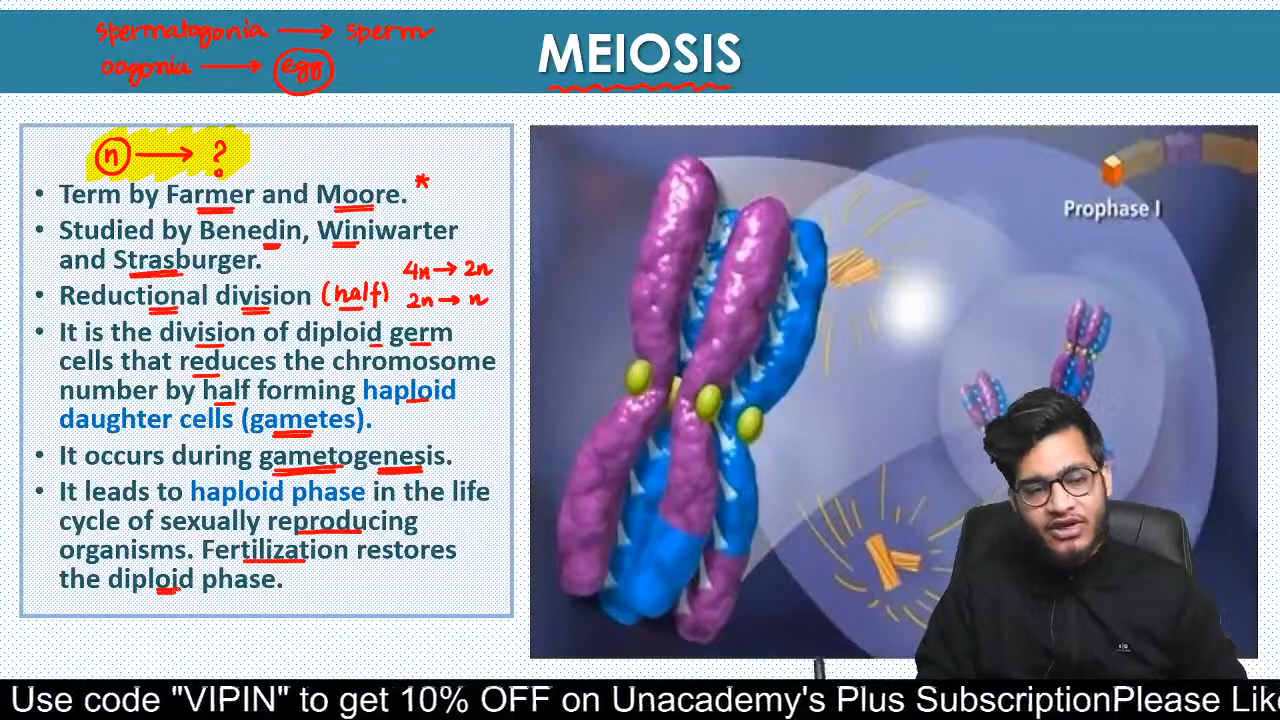 spermatogonia → sperm
oogonia → egg
MEIOSIS
n → ?
• Term by Farmer and Moore. *
• Studied by Benedin, Winiwarter
and Strasburger.
4n → 2n
• Reductional division (half) 2n → n
• It is the division of diploid germ
cells that reduces the chromosome
number by half forming haploid
daughter cells (gametes).
• It occurs during gametogenesis.
• It leads to haploid phase in the life
cycle of sexually reproducing
organisms. Fertilization restores
the diploid phase.
Prophase I
Use code "VIPIN" to get 10% OFF on Unacademy's Plus SubscriptionPlease Like